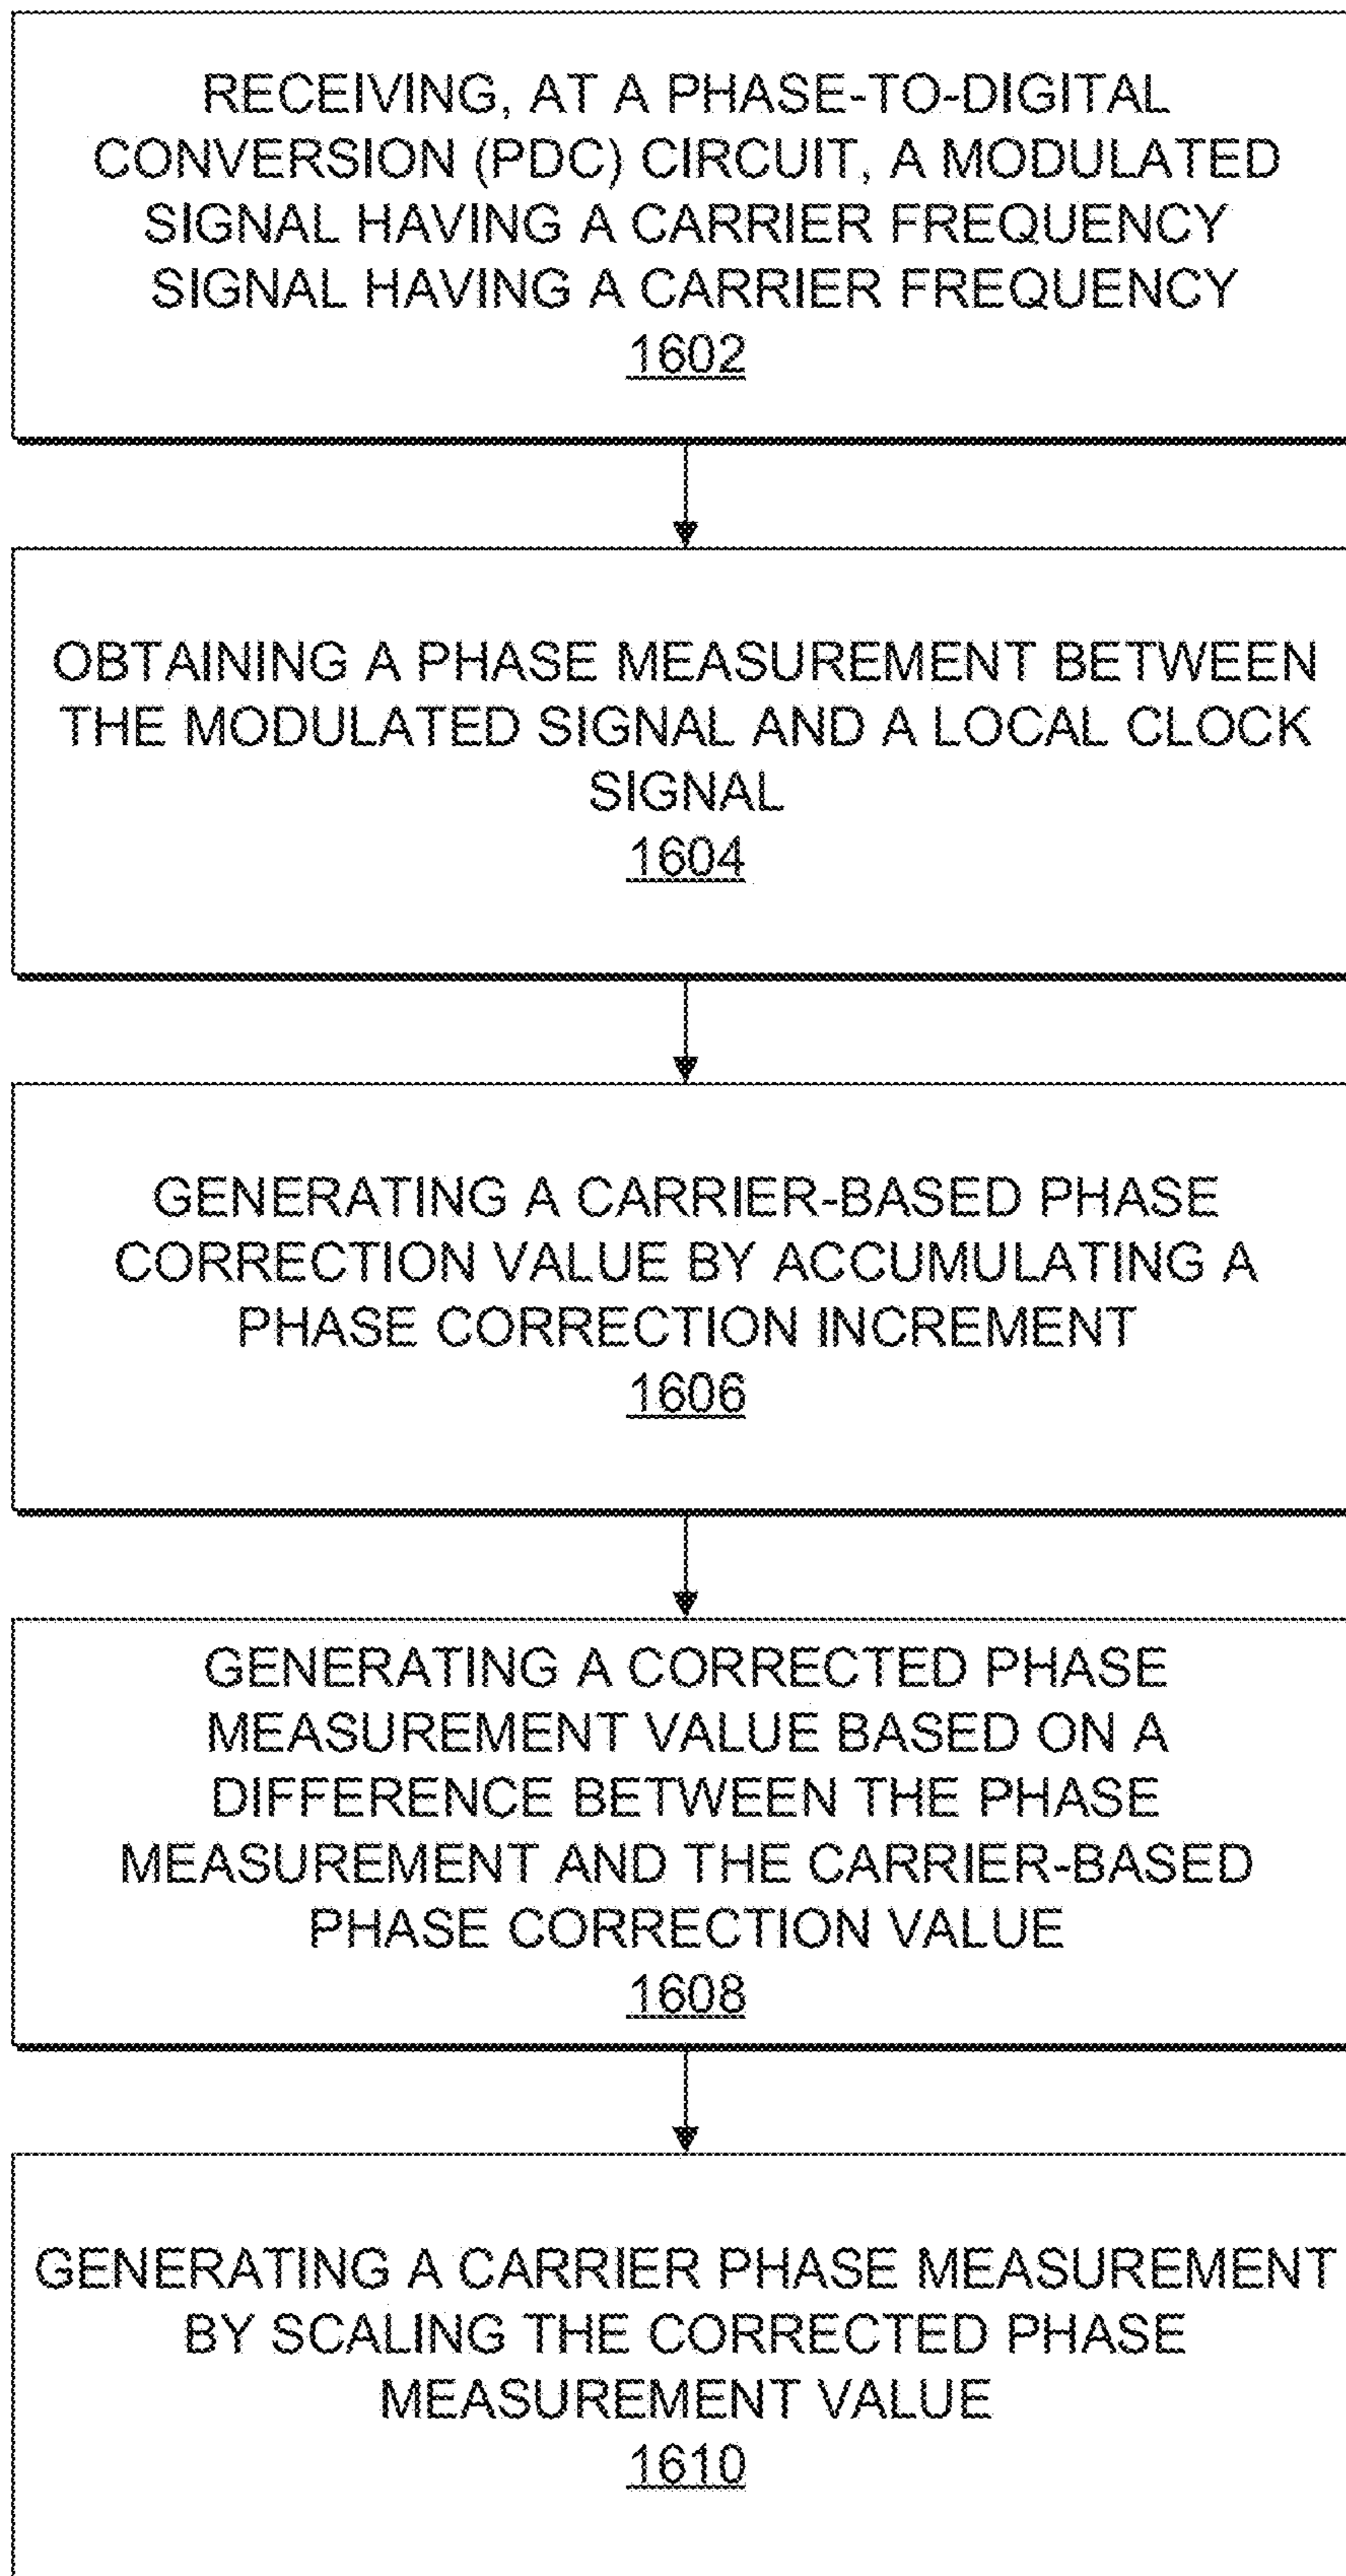 RECEIVING, AT A PHASE-TO-DIGITAL
CONVERSION (PDC) CIRCUIT, A MODULATED
SIGNAL HAVING A CARRIER FREQUENCY
SIGNAL HAVING A CARRIER FREQUENCY
1602
OBTAINING A PHASE MEASUREMENT BETWEEN
THE MODULATED SIGNAL AND A LOCAL CLOCK
SIGNAL
1604
GENERATING A CARRIER-BASED PHASE
CORRECTION VALUE BY ACCUMULATING A
PHASE CORRECTION INCREMENT
1606
GENERATING A CORRECTED PHASE
MEASUREMENT VALUE BASED ON A
DIFFERENCE BETWEEN THE PHASE
MEASUREMENT AND THE CARRIER-BASED
PHASE CORRECTION VALUE
1608
GENERATING A CARRIER PHASE MEASUREMENT
BY SCALING THE CORRECTED PHASE
MEASUREMENT VALUE
1610